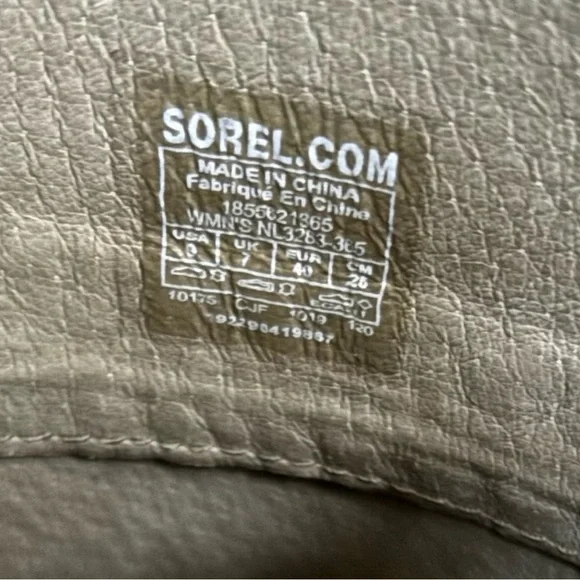 SOREL.COM
MADE IN CHINA
Fabriqué En Chine
1855621365
WMN'S NL3283-365
USA UK EUR CM
7 40 26
10175 CJF 1019 120